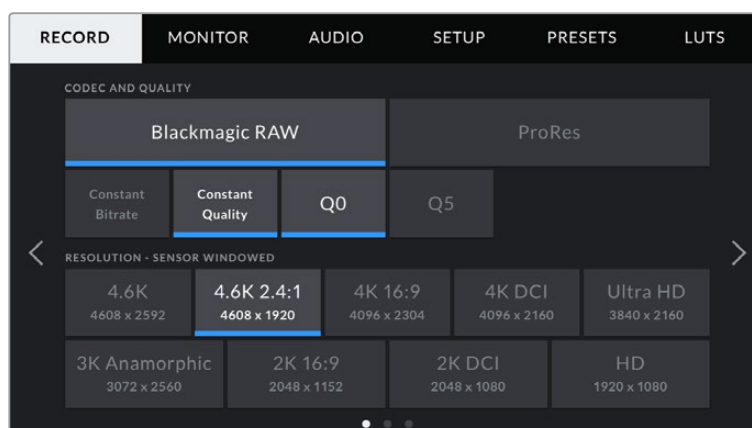 RECORD MONITOR AUDIO SETUP PRESETS LUTS
CODEC AND QUALITY
Blackmagic RAW ProRes
Constant Bitrate Constant Quality Q0 Q5
RESOLUTION - SENSOR WINDOWED
4.6K 4.6K 2.4:1 4K 16:9 4K DCI Ultra HD
4608 x 2592 4608 x 1920 4096 x 2304 4096 x 2160 3840 x 2160
3K Anamorphic 2K 16:9 2K DCI HD
3072 x 2560 2048 x 1152 2048 x 1080 1920 x 1080